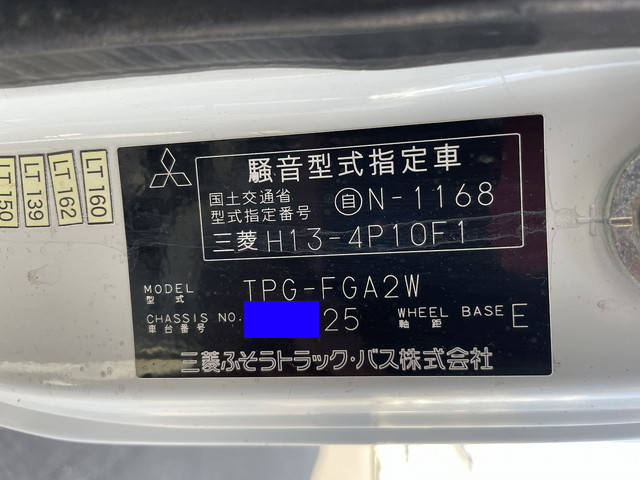 LT 150
LT 139
LT 162
LT 160
騒音型式指定車
国土交通省
型式指定番号
自 N-1168
三菱 H13-4P10F1
MODEL
型式
TPG-FGA2W
CHASSIS NO.
車台番号
25
WHEEL BASE
軸距
E
三菱ふそうトラック・バス株式会社